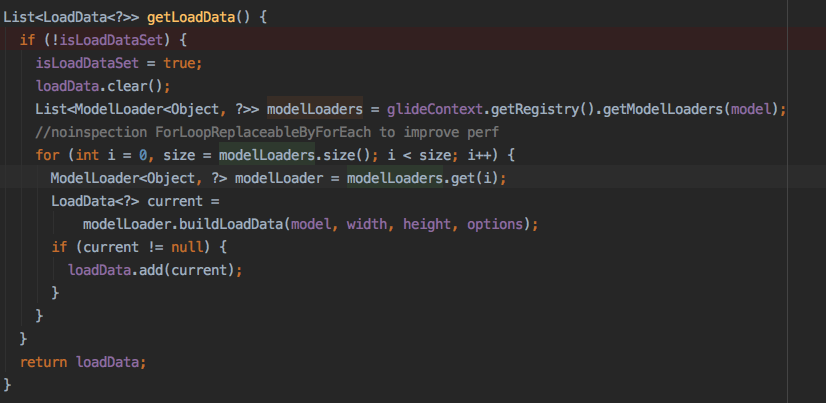 List<LoadData<?>> getLoadData() {
if (!isLoadDataSet) {
isLoadDataSet = true;
loadData.clear();
List<ModelLoader<Object, ?>> modelLoaders = glideContext.getRegistry().getModelLoaders(model);
//noinspection ForLoopReplaceableByForEach to improve perf
for (int i = 0, size = modelLoaders.size(); i < size; i++) {
ModelLoader<Object, ?> modelLoader = modelLoaders.get(i);
LoadData<?> current =
modelLoader.buildLoadData(model, width, height, options);
if (current != null) {
loadData.add(current);
}
}
}
return loadData;
}